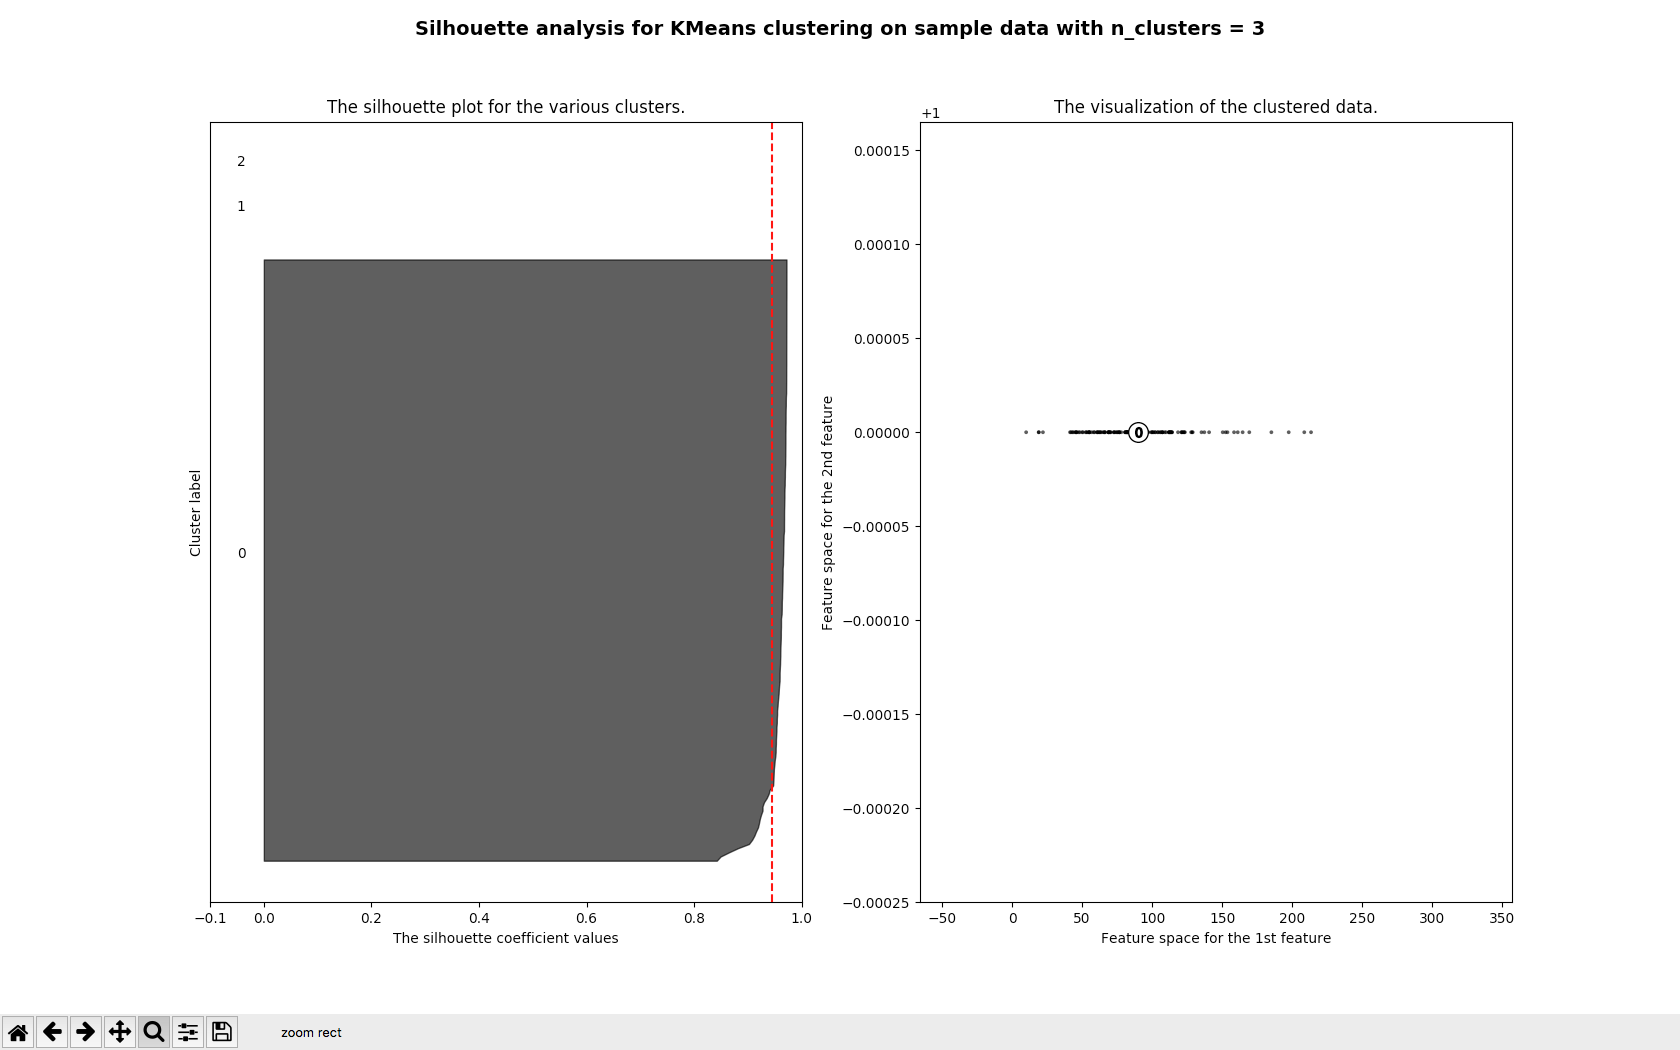 Silhouette analysis for KMeans clustering on sample data with n_clusters = 3
The silhouette plot for the various clusters.
2
1
0
Cluster label
−0.1 0.0 0.2 0.4 0.6 0.8 1.0
The silhouette coefficient values
The visualization of the clustered data.
+1
0.00015
0.00010
0.00005
0.00000
−0.00005
−0.00010
−0.00015
−0.00020
−0.00025
Feature space for the 2nd feature
0
−50 0 50 100 150 200 250 300 350
Feature space for the 1st feature
zoom rect